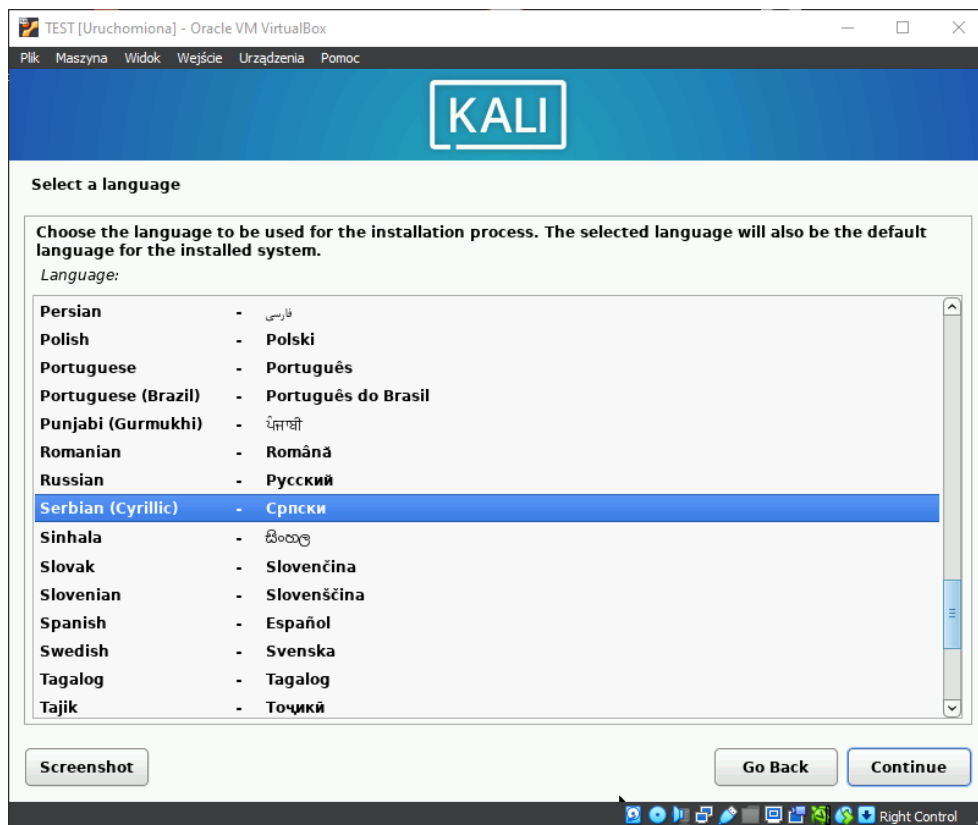 TEST [Uruchomiona] - Oracle VM VirtualBox
Plik Maszyna Widok Wejście Urządzenia Pomoc
KALI
Select a language
Choose the language to be used for the installation process. The selected language will also be the default
language for the installed system.
Language:
Persian - فارسی
Polish - Polski
Portuguese - Português
Portuguese (Brazil) - Português do Brasil
Punjabi (Gurmukhi) - ਪੰਜਾਬੀ
Romanian - Română
Russian - Русский
Serbian (Cyrillic) - Српски
Sinhala - සිංහල
Slovak - Slovenčina
Slovenian - Slovenščina
Spanish - Español
Swedish - Svenska
Tagalog - Tagalog
Tajik - Тоҷикӣ
Screenshot Go Back Continue
Right Control